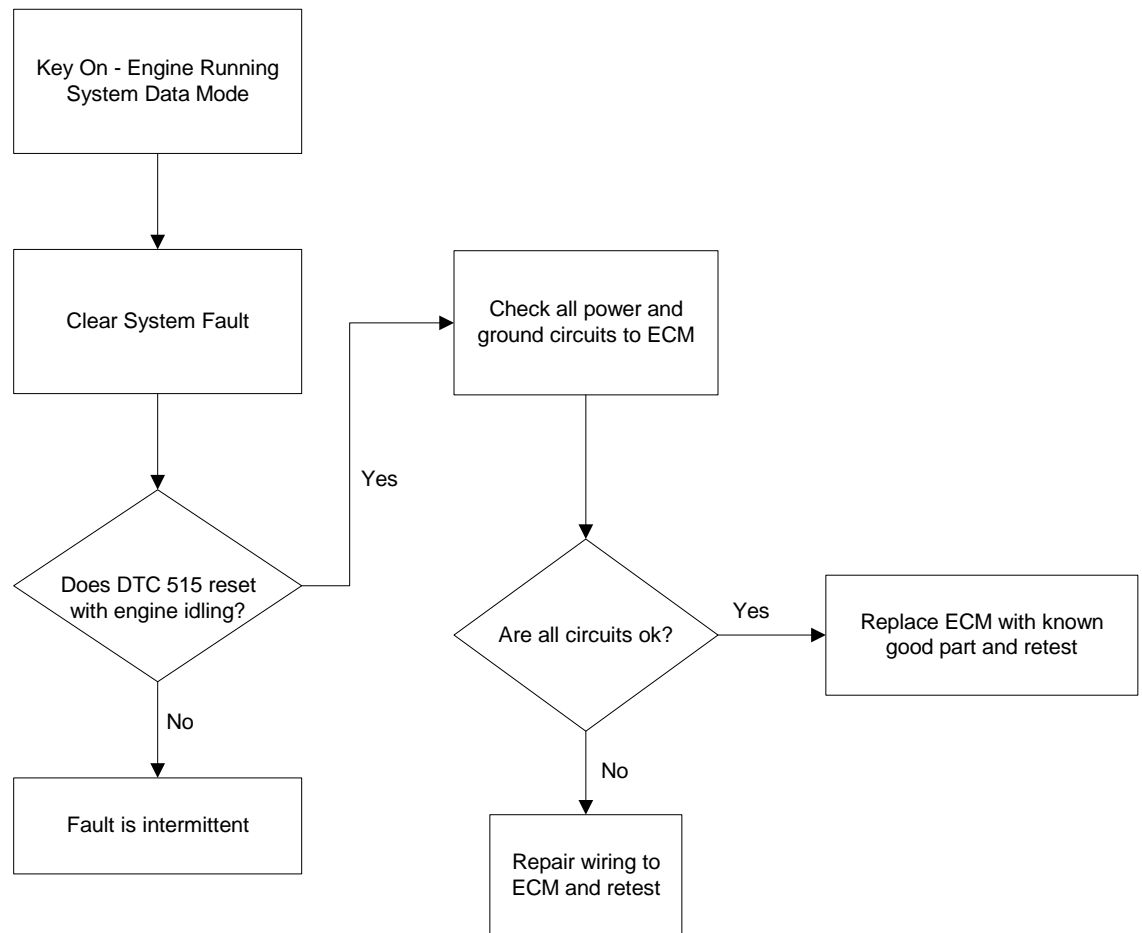 Key On - Engine Running
System Data Mode
Clear System Fault
Does DTC 515 reset
with engine idling?
Yes
No
Fault is intermittent
Check all power and
ground circuits to ECM
Are all circuits ok?
Yes
Replace ECM with known
good part and retest
No
Repair wiring to
ECM and retest